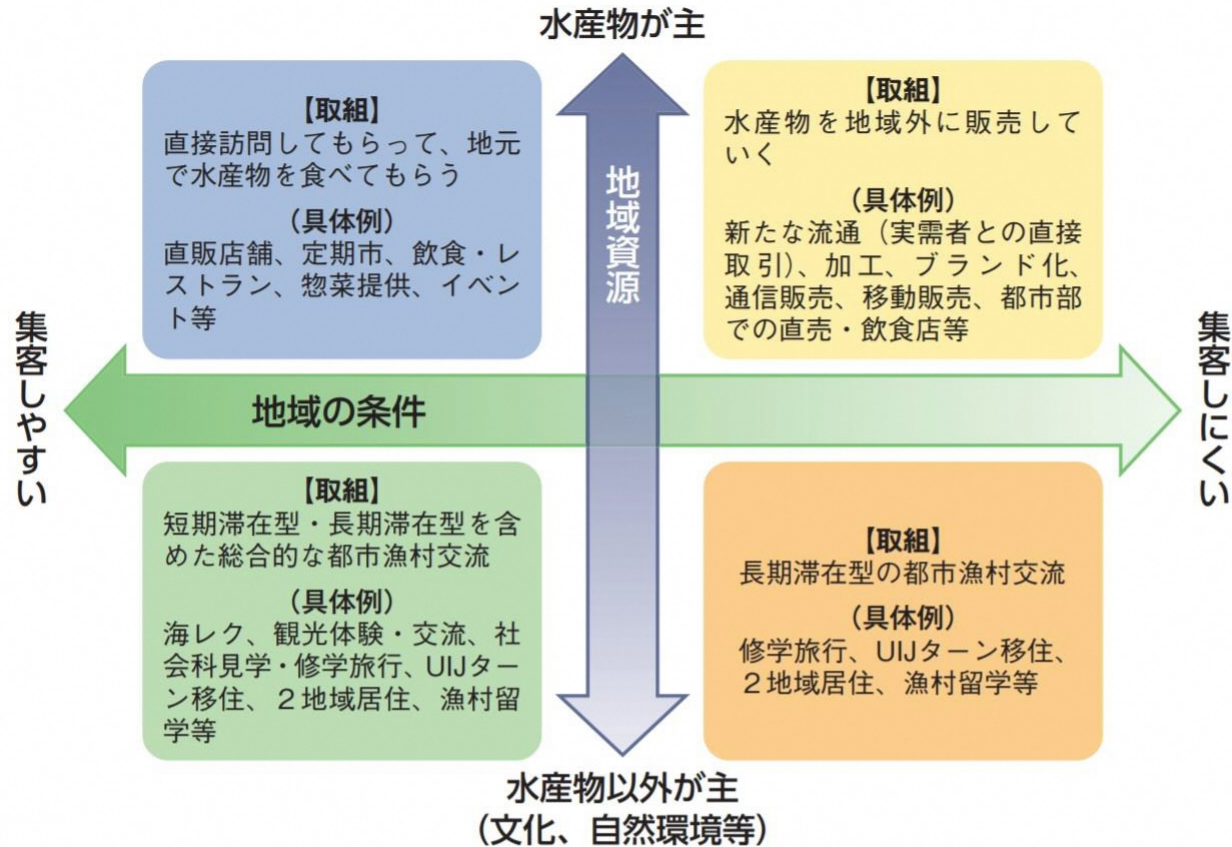 水産物が主
【取組】
直接訪問してもらって、地元
で水産物を食べてもらう
(具体例)
直販店舗、定期市、飲食・レ
ストラン、惣菜提供、イベン
ト等
【取組】
水産物を地域外に販売して
いく
(具体例)
新たな流通(実需者との直接
取引)、加工、ブランド化、
通信販売、移動販売、都市部
での直売・飲食店等
地域資源
集客しやすい
地域の条件
集客しにくい
【取組】
短期滞在型・長期滞在型を含
めた総合的な都市漁村交流
(具体例)
海レク、観光体験・交流、社
会科見学・修学旅行、UIJター
ン移住、2地域居住、漁村留
学等
【取組】
長期滞在型の都市漁村交流
(具体例)
修学旅行、UIJターン移住、
2地域居住、漁村留学等
水産物以外が主
(文化、自然環境等)